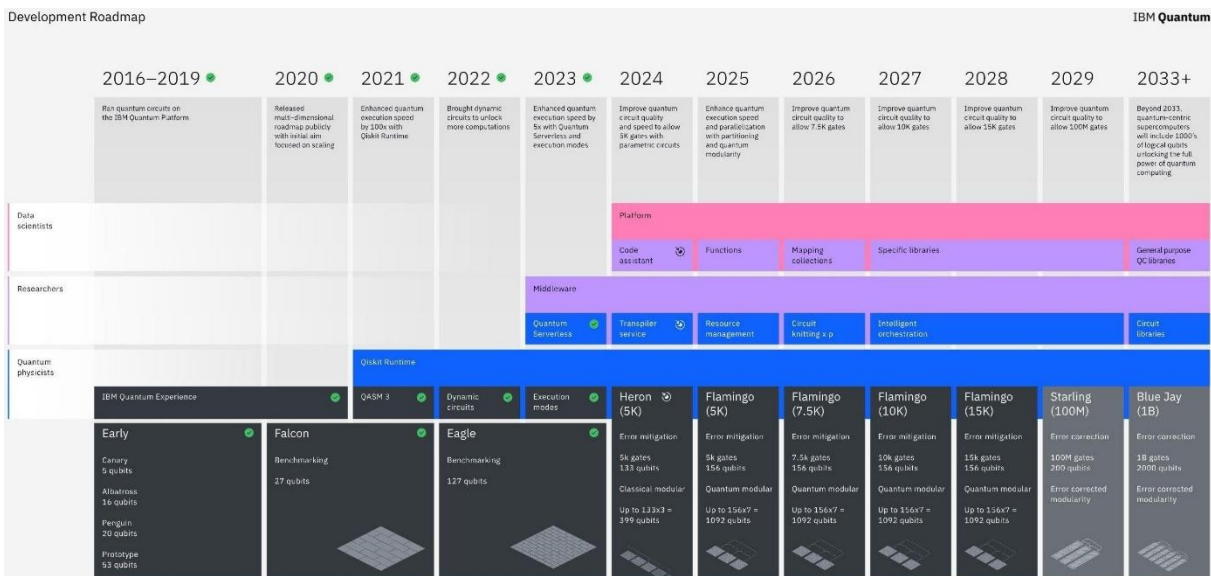 Development Roadmap
IBM Quantum
2016–2019
2020
2021
2022
2023
2024
2025
2026
2027
2028
2029
2033+
Ran quantum circuits on
the IBM Quantum Platform
Released
multi-dimensional
roadmap publicly
with initial aim
focused on scaling
Enhanced quantum
execution speed
by 100x with
Qiskit Runtime
Brought dynamic
circuits to unlock
more computations
Enhanced quantum
execution speed by
5x with Quantum
Serverless and
execution modes
Improve quantum
circuit quality
and speed to allow
5K gates with
parametric circuits
Enhance quantum
execution speed
and parallelization
with partitioning
and quantum
modularity
Improve quantum
circuit quality to
allow 7.5K gates
Improve quantum
circuit quality to
allow 10K gates
Improve quantum
circuit quality to
allow 15K gates
Improve quantum
circuit quality to
allow 100M gates
Beyond 2033,
quantum-centric
supercomputers
will include 1000's
of logical qubits
unlocking the full
power of quantum
computing
Data
scientists
Platform
Code
assistant
Functions
Mapping
collections
Specific libraries
General purpose
QC libraries
Researchers
Middleware
Quantum
Serverless
Transpiler
service
Resource
management
Circuit
knitting x p
Intelligent
orchestration
Circuit
libraries
Quantum
physicists
Qiskit Runtime
IBM Quantum Experience
QASM 3
Dynamic
circuits
Execution
modes
Heron
(5K)
Error mitigation
5k gates
133 qubits
Classical modular
Up to 133x3 =
399 qubits
Flamingo
(5K)
Error mitigation
5k gates
156 qubits
Quantum modular
Up to 156x7 =
1092 qubits
Flamingo
(7.5K)
Error mitigation
7.5k gates
156 qubits
Quantum modular
Up to 156x7 =
1092 qubits
Flamingo
(10K)
Error mitigation
10k gates
156 qubits
Quantum modular
Up to 156x7 =
1092 qubits
Flamingo
(15K)
Error mitigation
15k gates
156 qubits
Quantum modular
Up to 156x7 =
1092 qubits
Starling
(100M)
Error correction
100M gates
200 qubits
Error corrected
modularity
Blue Jay
(1B)
Error correction
1B gates
2000 qubits
Error corrected
modularity
Early
Canary
5 qubits
Albatross
16 qubits
Penguin
20 qubits
Prototype
53 qubits
Falcon
Benchmarking
27 qubits
Eagle
Benchmarking
127 qubits